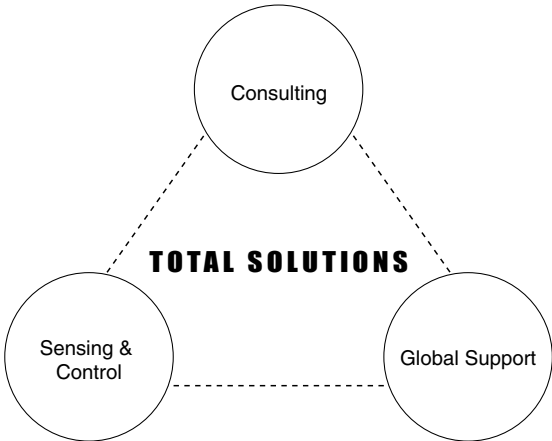 Consulting
TOTAL SOLUTIONS
Sensing &
Control
Global Support